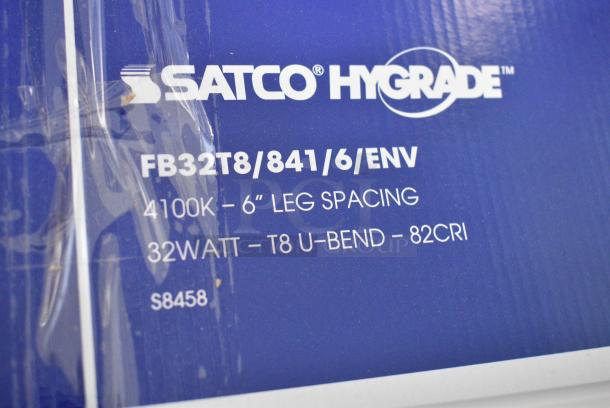 SATCO® HYGRADE™
FB32T8/841/6/ENV
4100K – 6" LEG SPACING
32WATT – T8 U-BEND – 82CRI
S8458